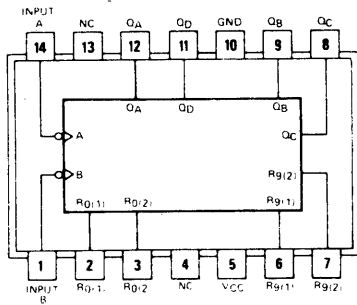 INPUT
A NC QA QD GND QB QC
14 13 12 11 10 9 8
QA QD QB
A QC
B R9(2)
R0(1) R0(2) R9(1)
1 2 3 4 5 6 7
INPUT
B R0(1) R0(2) NC VCC R9(1) R9(2)